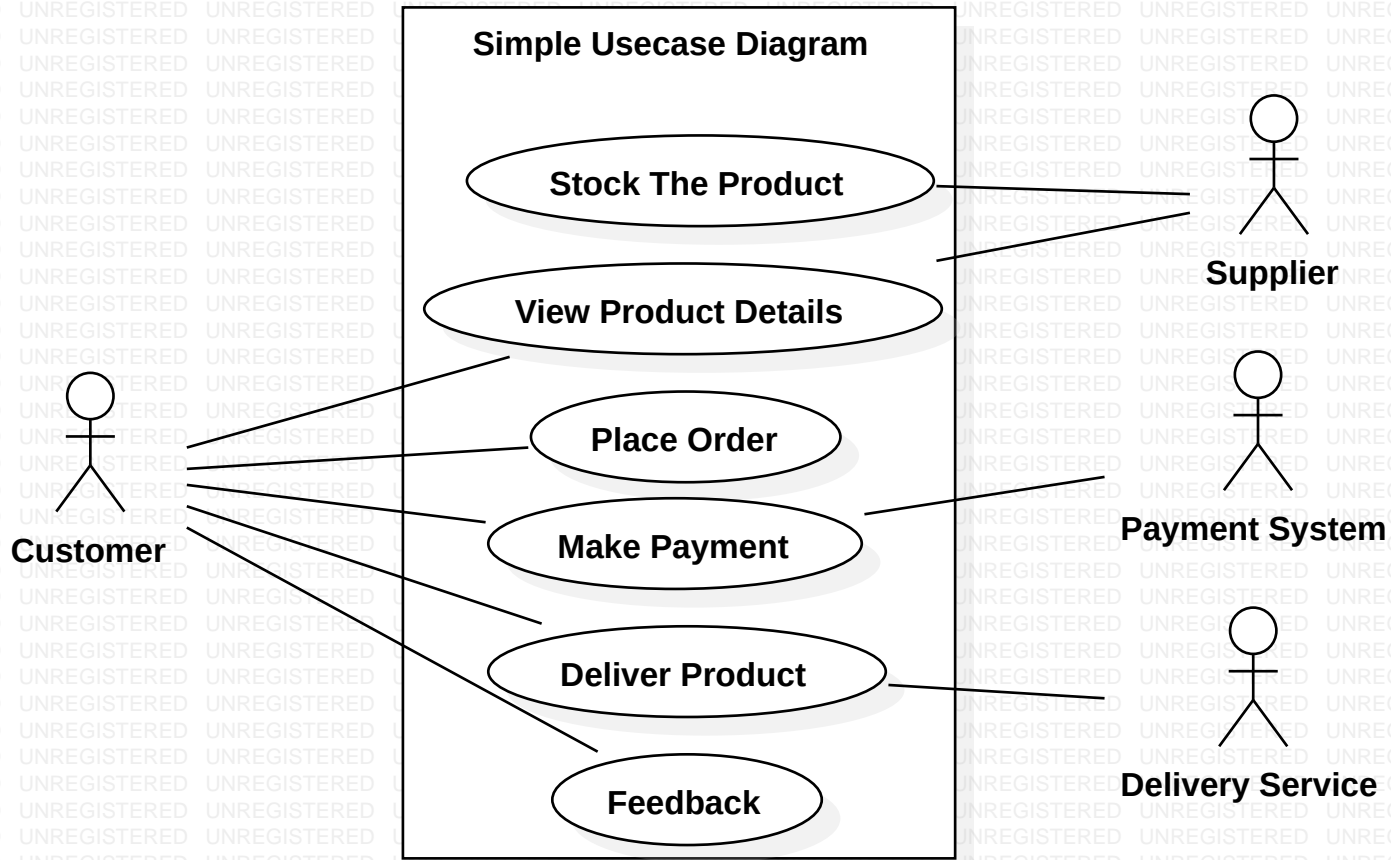 Simple Usecase Diagram
Stock The Product
Supplier
View Product Details
Place Order
Payment System
Make Payment
Customer
Deliver Product
Delivery Service
Feedback
UNREGISTERED